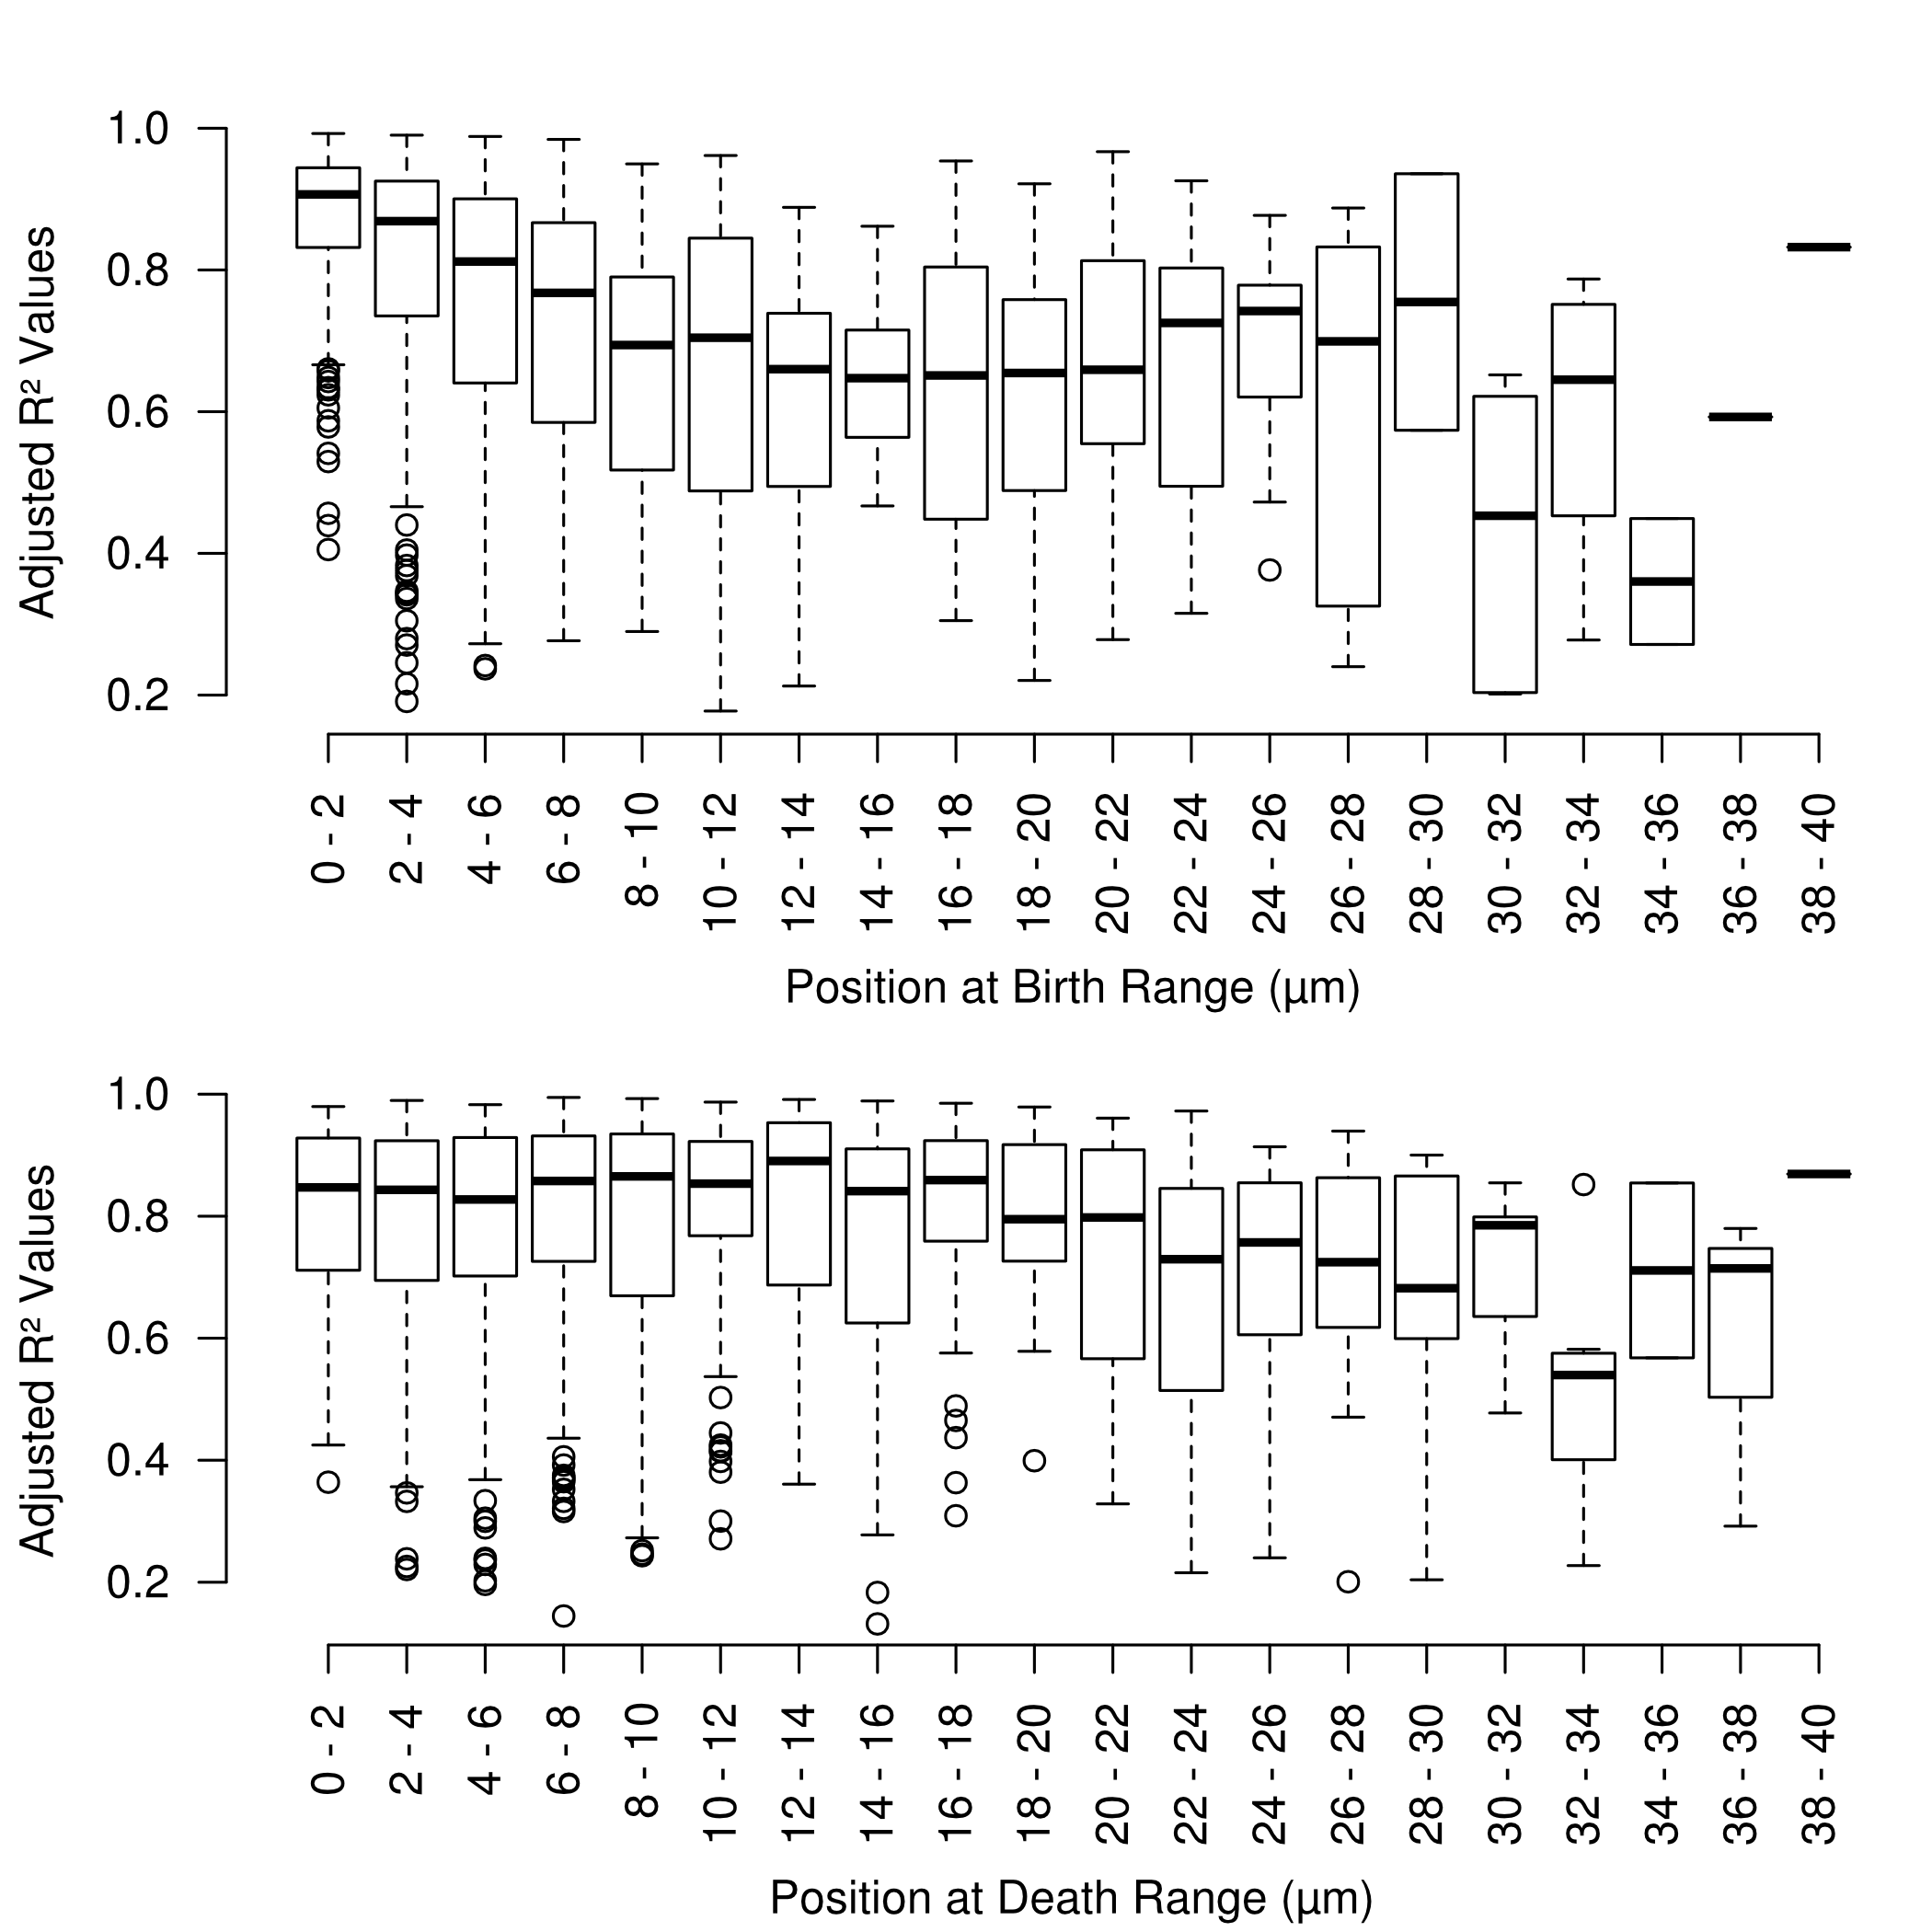 Adjusted R² Values
1.0
0.8
0.6
0.4
0.2
0 - 2
2 - 4
4 - 6
6 - 8
8 - 10
10 - 12
12 - 14
14 - 16
16 - 18
18 - 20
20 - 22
22 - 24
24 - 26
26 - 28
28 - 30
30 - 32
32 - 34
34 - 36
36 - 38
38 - 40
Position at Birth Range (µm)
Adjusted R² Values
1.0
0.8
0.6
0.4
0.2
0 - 2
2 - 4
4 - 6
6 - 8
8 - 10
10 - 12
12 - 14
14 - 16
16 - 18
18 - 20
20 - 22
22 - 24
24 - 26
26 - 28
28 - 30
30 - 32
32 - 34
34 - 36
36 - 38
38 - 40
Position at Death Range (µm)